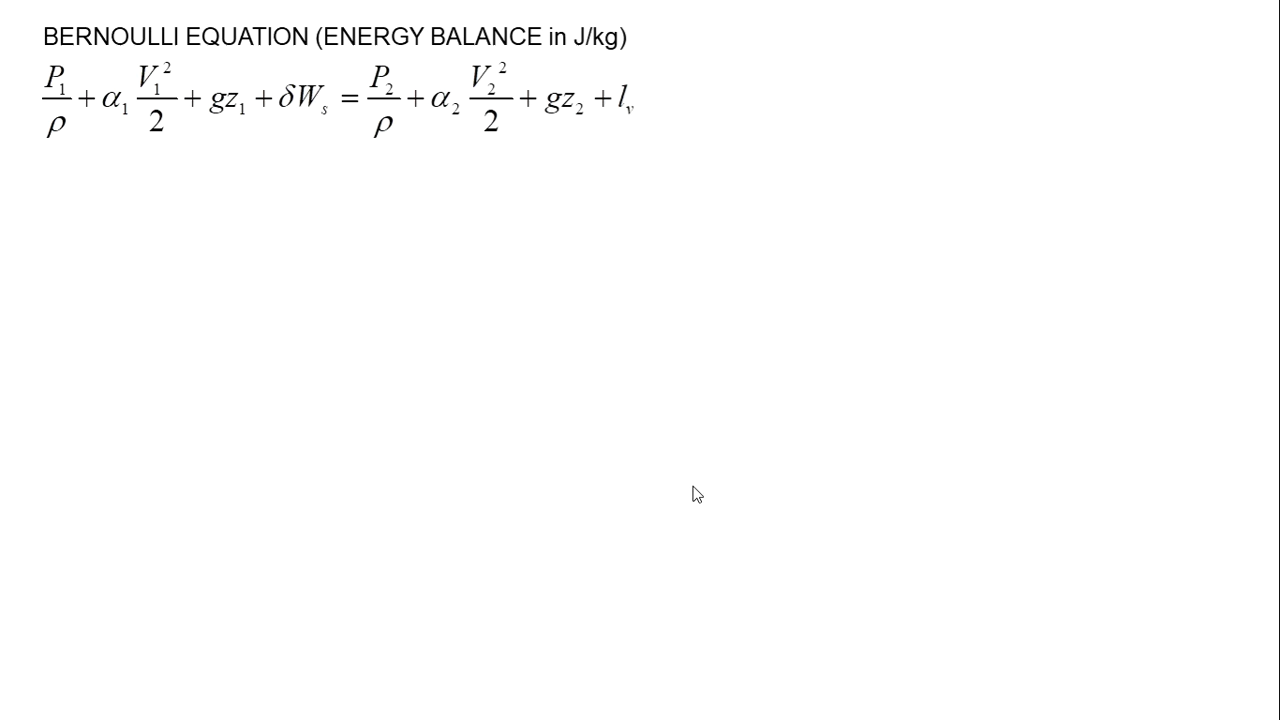 BERNOULLI EQUATION (ENERGY BALANCE in J/kg)
P₁/ρ + α₁ V₁²/2 + gz₁ + δWₛ = P₂/ρ + α₂ V₂²/2 + gz₂ + lᵥ